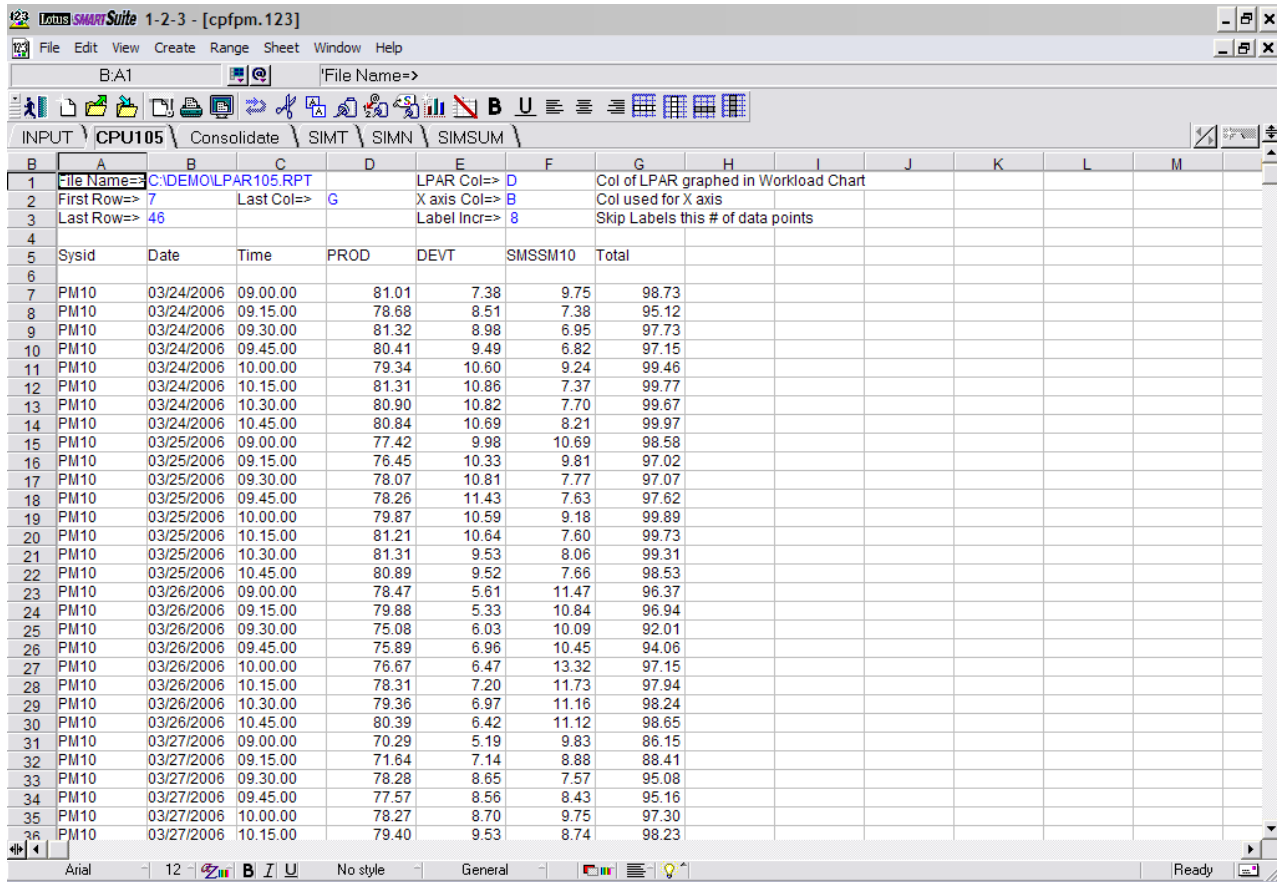 Lotus SMARTSuite 1-2-3 - [cpfpm.123]
File Edit View Create Range Sheet Window Help
B:A1 'File Name=>
INPUT CPU105 Consolidate SIMT SIMN SIMSUM
B A B C D E F G H I J K L M
1 File Name=> C:\DEMO\LPAR105.RPT LPAR Col=> D Col of LPAR graphed in Workload Chart
2 First Row=> 7 Last Col=> G X axis Col=> B Col used for X axis
3 Last Row=> 46 Label Incr=> 8 Skip Labels this # of data points
4
5 Sysid Date Time PROD DEVT SMSSM10 Total
6
7 PM10 03/24/2006 09.00.00 81.01 7.38 9.75 98.73
8 PM10 03/24/2006 09.15.00 78.68 8.51 7.38 95.12
9 PM10 03/24/2006 09.30.00 81.32 8.98 6.95 97.73
10 PM10 03/24/2006 09.45.00 80.41 9.49 6.82 97.15
11 PM10 03/24/2006 10.00.00 79.34 10.60 9.24 99.46
12 PM10 03/24/2006 10.15.00 81.31 10.86 7.37 99.77
13 PM10 03/24/2006 10.30.00 80.90 10.82 7.70 99.67
14 PM10 03/24/2006 10.45.00 80.84 10.69 8.21 99.97
15 PM10 03/25/2006 09.00.00 77.42 9.98 10.69 98.58
16 PM10 03/25/2006 09.15.00 76.45 10.33 9.81 97.02
17 PM10 03/25/2006 09.30.00 78.07 10.81 7.77 97.07
18 PM10 03/25/2006 09.45.00 78.26 11.43 7.63 97.62
19 PM10 03/25/2006 10.00.00 79.87 10.59 9.18 99.89
20 PM10 03/25/2006 10.15.00 81.21 10.64 7.60 99.73
21 PM10 03/25/2006 10.30.00 81.31 9.53 8.06 99.31
22 PM10 03/25/2006 10.45.00 80.89 9.52 7.66 98.53
23 PM10 03/26/2006 09.00.00 78.47 5.61 11.47 96.37
24 PM10 03/26/2006 09.15.00 79.88 5.33 10.84 96.94
25 PM10 03/26/2006 09.30.00 75.08 6.03 10.09 92.01
26 PM10 03/26/2006 09.45.00 75.89 6.96 10.45 94.06
27 PM10 03/26/2006 10.00.00 76.67 6.47 13.32 97.15
28 PM10 03/26/2006 10.15.00 78.31 7.20 11.73 97.94
29 PM10 03/26/2006 10.30.00 79.36 6.97 11.16 98.24
30 PM10 03/26/2006 10.45.00 80.39 6.42 11.12 98.65
31 PM10 03/27/2006 09.00.00 70.29 5.19 9.83 86.15
32 PM10 03/27/2006 09.15.00 71.64 7.14 8.88 88.41
33 PM10 03/27/2006 09.30.00 78.28 8.65 7.57 95.08
34 PM10 03/27/2006 09.45.00 77.57 8.56 8.43 95.16
35 PM10 03/27/2006 10.00.00 78.27 8.70 9.75 97.30
36 PM10 03/27/2006 10.15.00 79.40 9.53 8.74 98.23
Arial 12 B I U No style General Ready